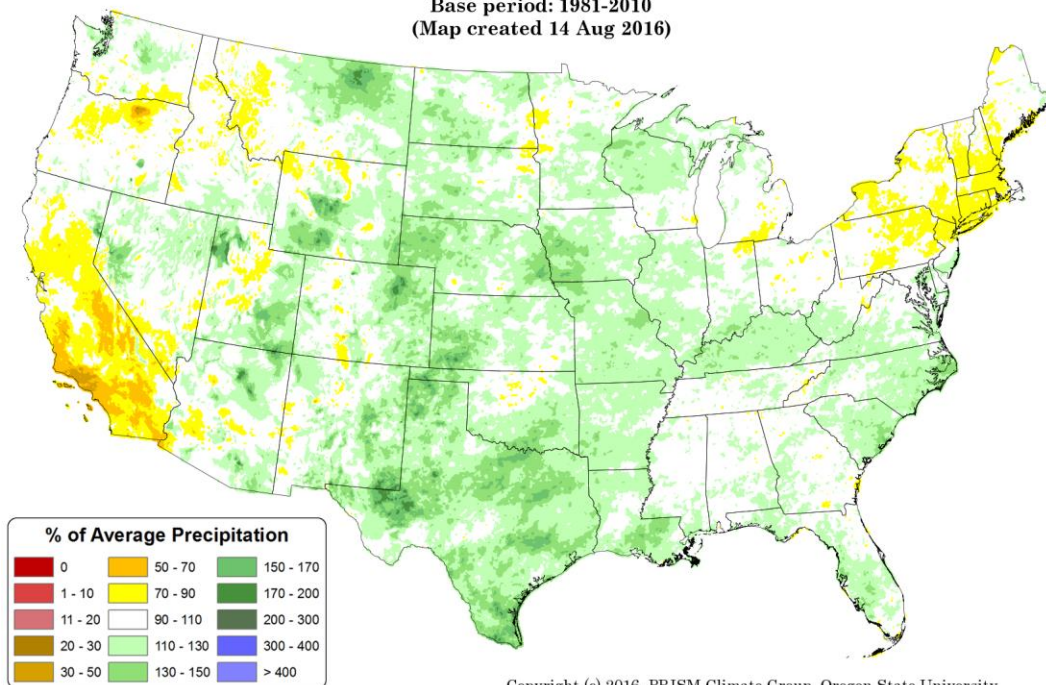 Base period: 1981-2010
(Map created 14 Aug 2016)
% of Average Precipitation
0
1 - 10
11 - 20
20 - 30
30 - 50
50 - 70
70 - 90
90 - 110
110 - 130
130 - 150
150 - 170
170 - 200
200 - 300
300 - 400
> 400
Copyright (c) 2016, PRISM Climate Group, Oregon State University